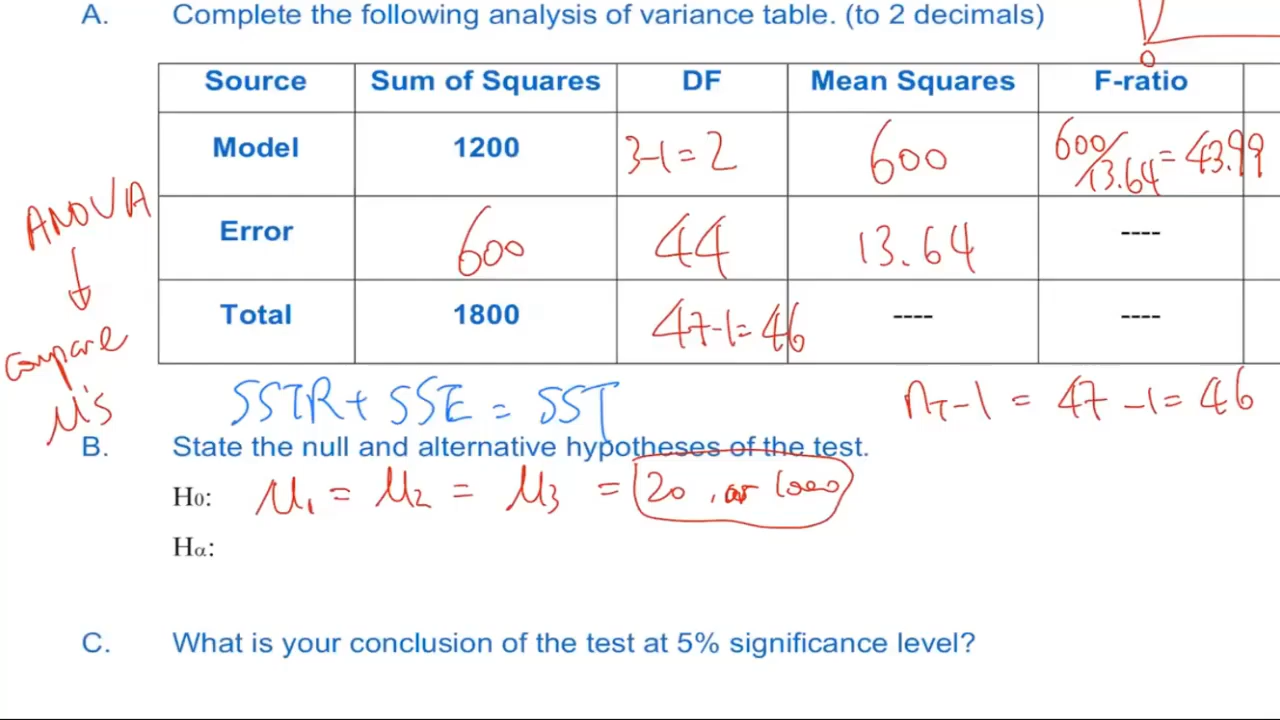 A. Complete the following analysis of variance table. (to 2 decimals)
0
Source Sum of Squares DF Mean Squares F-ratio
Model 1200 3-1=2 600 600/13.64=43.99
ANOVA
Error 600 44 13.64 ----
Total 1800 47-1=46 ---- ----
Compare
μ's
SSTR + SSE = SST
nT-1 = 47-1=46
B. State the null and alternative hypotheses of the test.
H0: μ1 = μ2 = μ3 = 20, or 1000
Hα:
C. What is your conclusion of the test at 5% significance level?